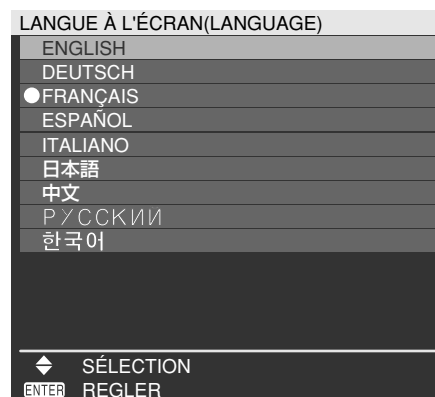 LANGUE À L'ÉCRAN(LANGUAGE)
ENGLISH
DEUTSCH
FRANÇAIS
ESPAÑOL
ITALIANO
日本語
中文
РУССКИИ
한국어
SÉLECTION
ENTER REGLER